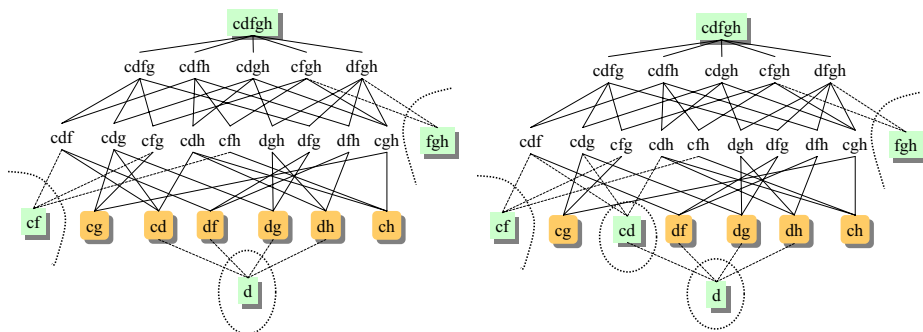 cdfgh
cdfg cdfh cdgh cfgh dfgh
cdf cdg cfg cdh cfh dgh dfg dfh cgh fgh
cf cg cd df dg dh ch
d
cdfgh
cdfg cdfh cdgh cfgh dfgh
cdf cdg cfg cdh cfh dgh dfg dfh cgh fgh
cf cg cd df dg dh ch
d